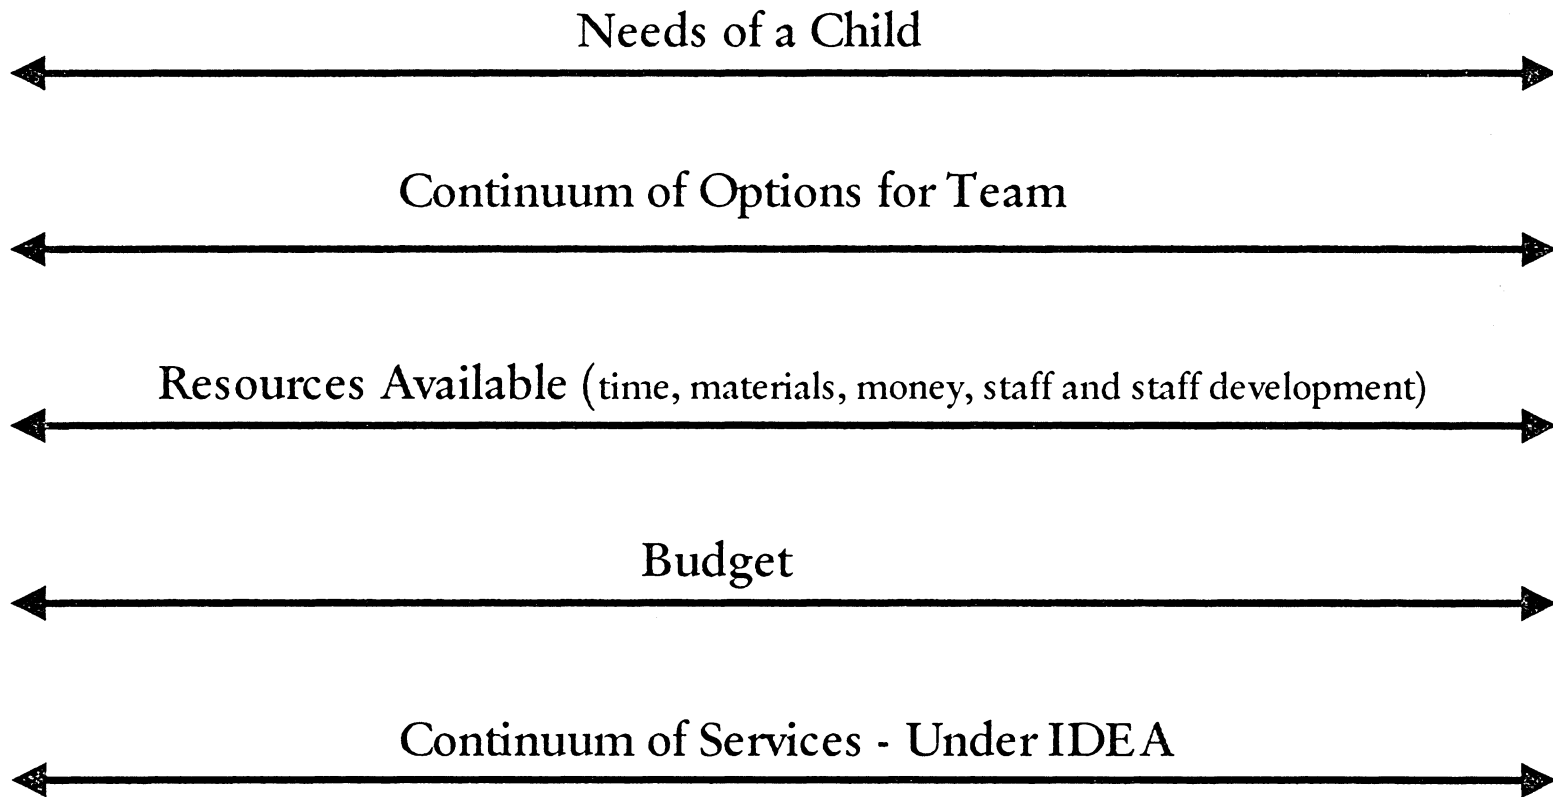 Needs of a Child
Continuum of Options for Team
Resources Available (time, materials, money, staff and staff development)
Budget
Continuum of Services - Under IDEA